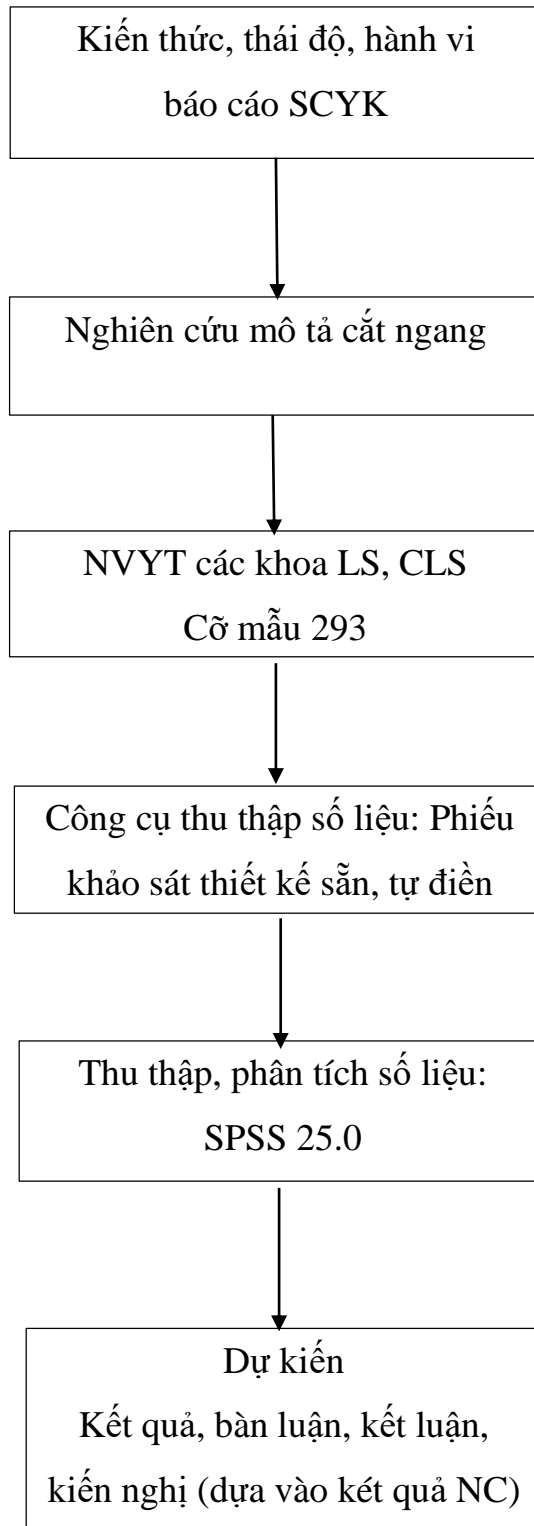 Kiến thức, thái độ, hành vi
báo cáo SCYK
Nghiên cứu mô tả cắt ngang
NVYT các khoa LS, CLS
Cỡ mẫu 293
Công cụ thu thập số liệu: Phiếu
khảo sát thiết kế sẵn, tự điền
Thu thập, phân tích số liệu:
SPSS 25.0
Dự kiến
Kết quả, bàn luận, kết luận,
kiến nghị (dựa vào két quả NC)